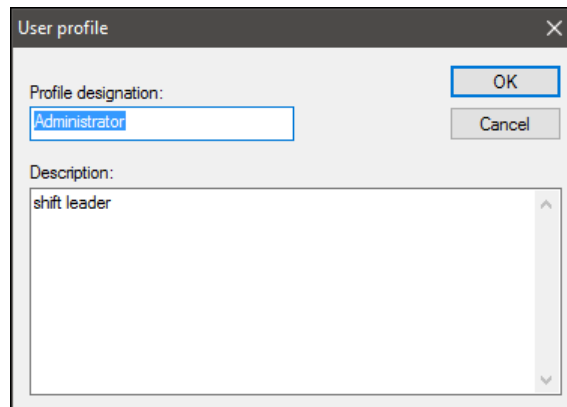 User profile
Profile designation:
OK
Administrator
Cancel
Description:
shift leader